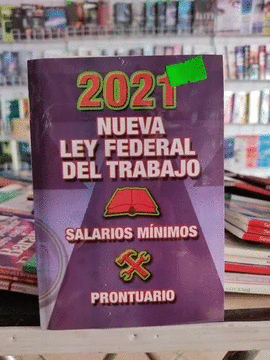 2021
NUEVA
LEY FEDERAL
DEL TRABAJO
SALARIOS MÍNIMOS
PRONTUARIO